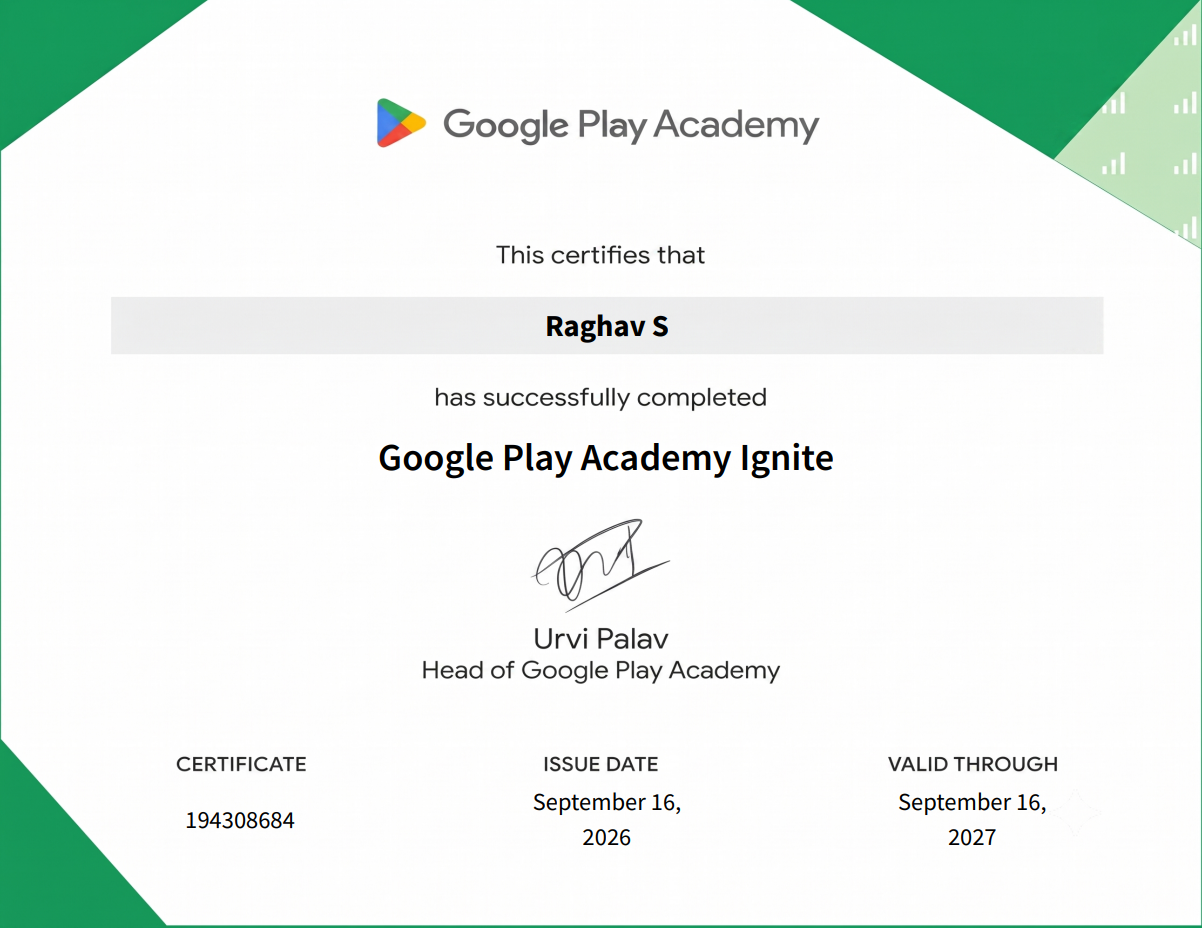 Google Play Academy
This certifies that
Raghav S
has successfully completed
Google Play Academy Ignite
Urvi Palav
Head of Google Play Academy
CERTIFICATE
194308684
ISSUE DATE
September 16,
2026
VALID THROUGH
September 16,
2027